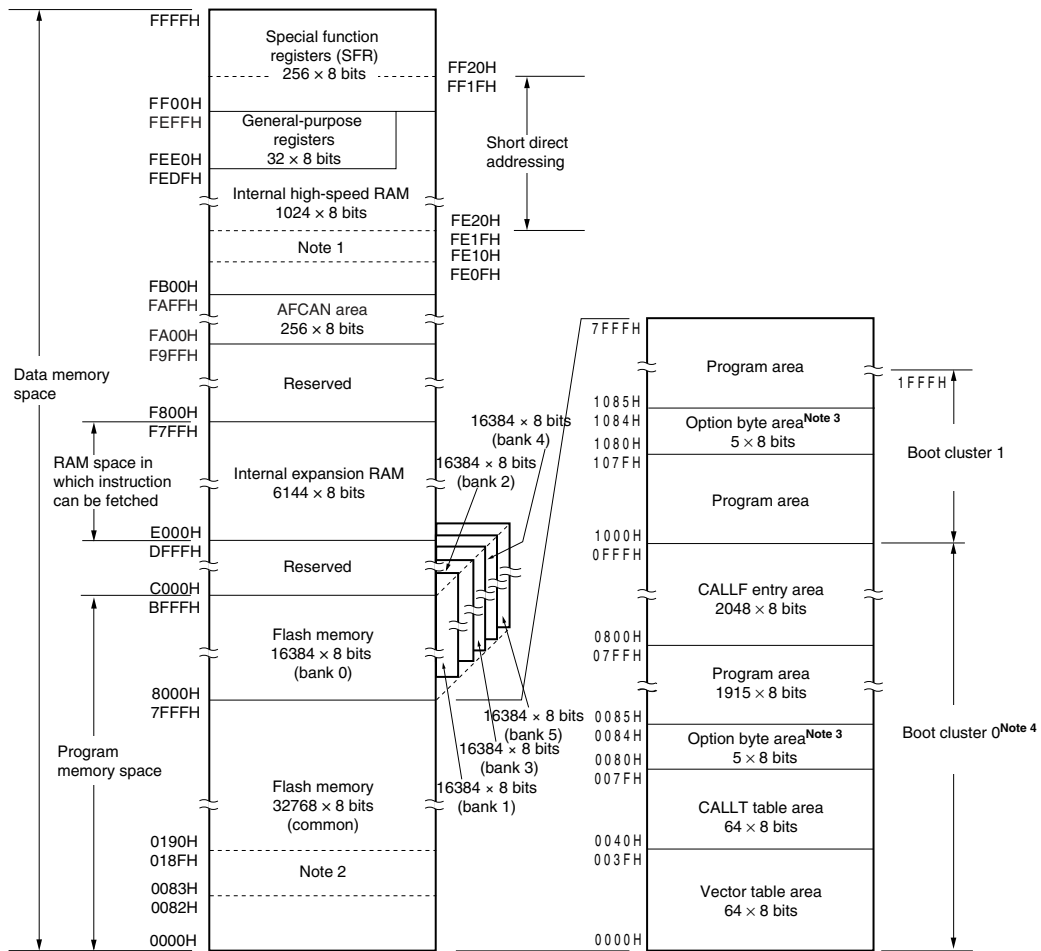 FFFFH
Special function
registers (SFR)
256 × 8 bits
FF20H
FF1FH
FF00H
FEFFH
General-purpose
registers
32 × 8 bits
Short direct
addressing
FEE0H
FEDFH
Internal high-speed RAM
1024 × 8 bits
FE20H
FE1FH
Note 1
FE10H
FE0FH
FB00H
FAFFH
AFCAN area
256 × 8 bits
FA00H
F9FFH
Data memory
space
Reserved
F800H
F7FFH
RAM space in
which instruction
can be fetched
Internal expansion RAM
6144 × 8 bits
16384 × 8 bits
(bank 4)
16384 × 8 bits
(bank 2)
E000H
DFFFH
Reserved
C000H
BFFFH
Flash memory
16384 × 8 bits
(bank 0)
8000H
7FFFH
16384 × 8 bits
(bank 5)
16384 × 8 bits
(bank 3)
16384 × 8 bits
(bank 1)
Program
memory space
Flash memory
32768 × 8 bits
(common)
0190H
018FH
Note 2
0083H
0082H
0000H
7FFFH
Program area
1FFFH
1085H
1084H
Option byte area Note 3
5 × 8 bits
1080H
107FH
Boot cluster 1
Program area
1000H
0FFFH
CALLF entry area
2048 × 8 bits
0800H
07FFH
Program area
1915 × 8 bits
0085H
0084H
Option byte area Note 3
5 × 8 bits
Boot cluster 0 Note 4
0080H
007FH
CALLT table area
64 × 8 bits
0040H
003FH
Vector table area
64 × 8 bits
0000H